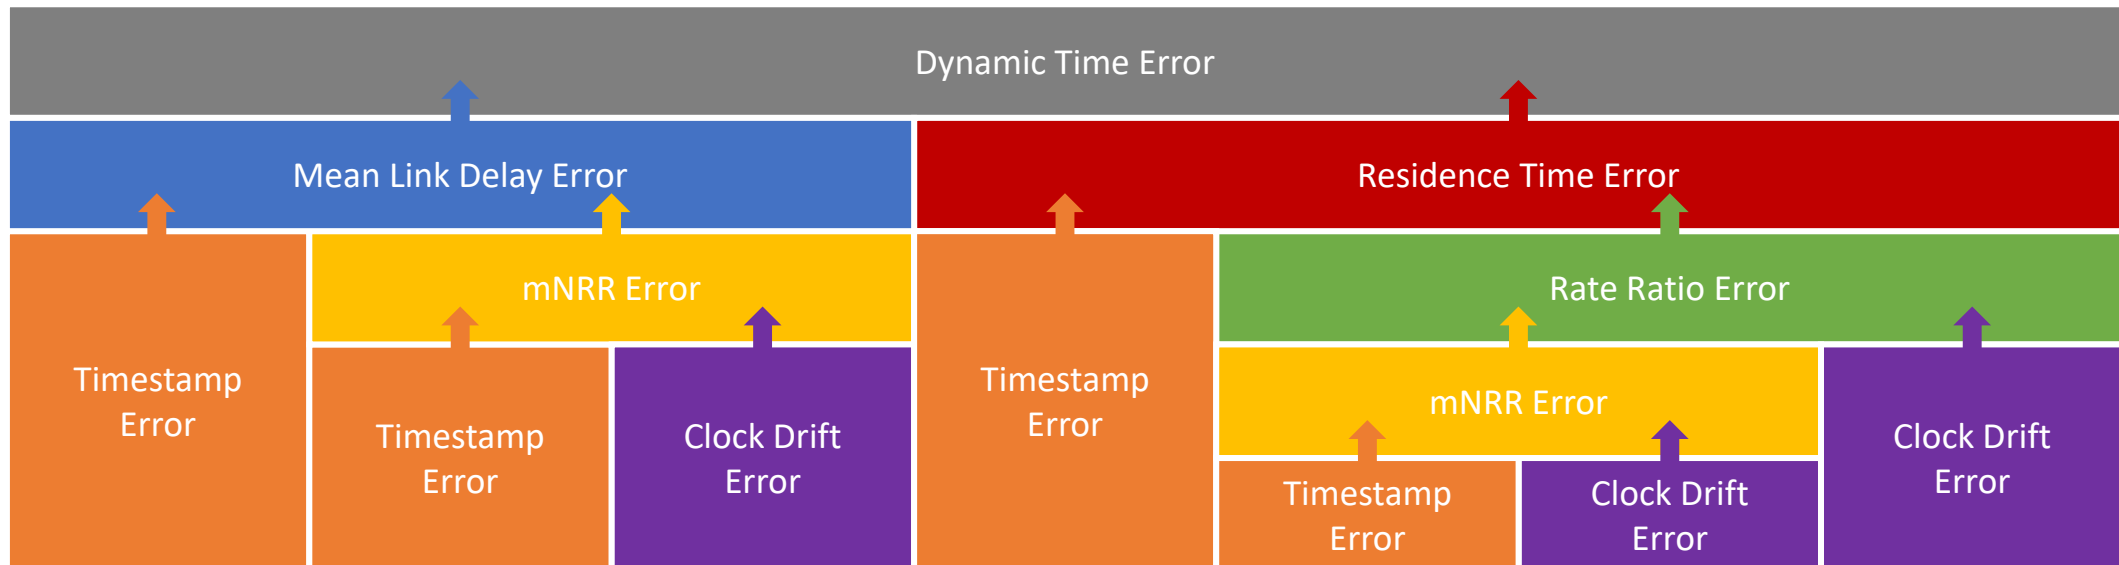 Dynamic Time Error
Mean Link Delay Error
Residence Time Error
mNRR Error
Rate Ratio Error
Timestamp
Error
Timestamp
Error
Clock Drift
Error
Timestamp
Error
mNRR Error
Clock Drift
Error
Timestamp
Error
Clock Drift
Error